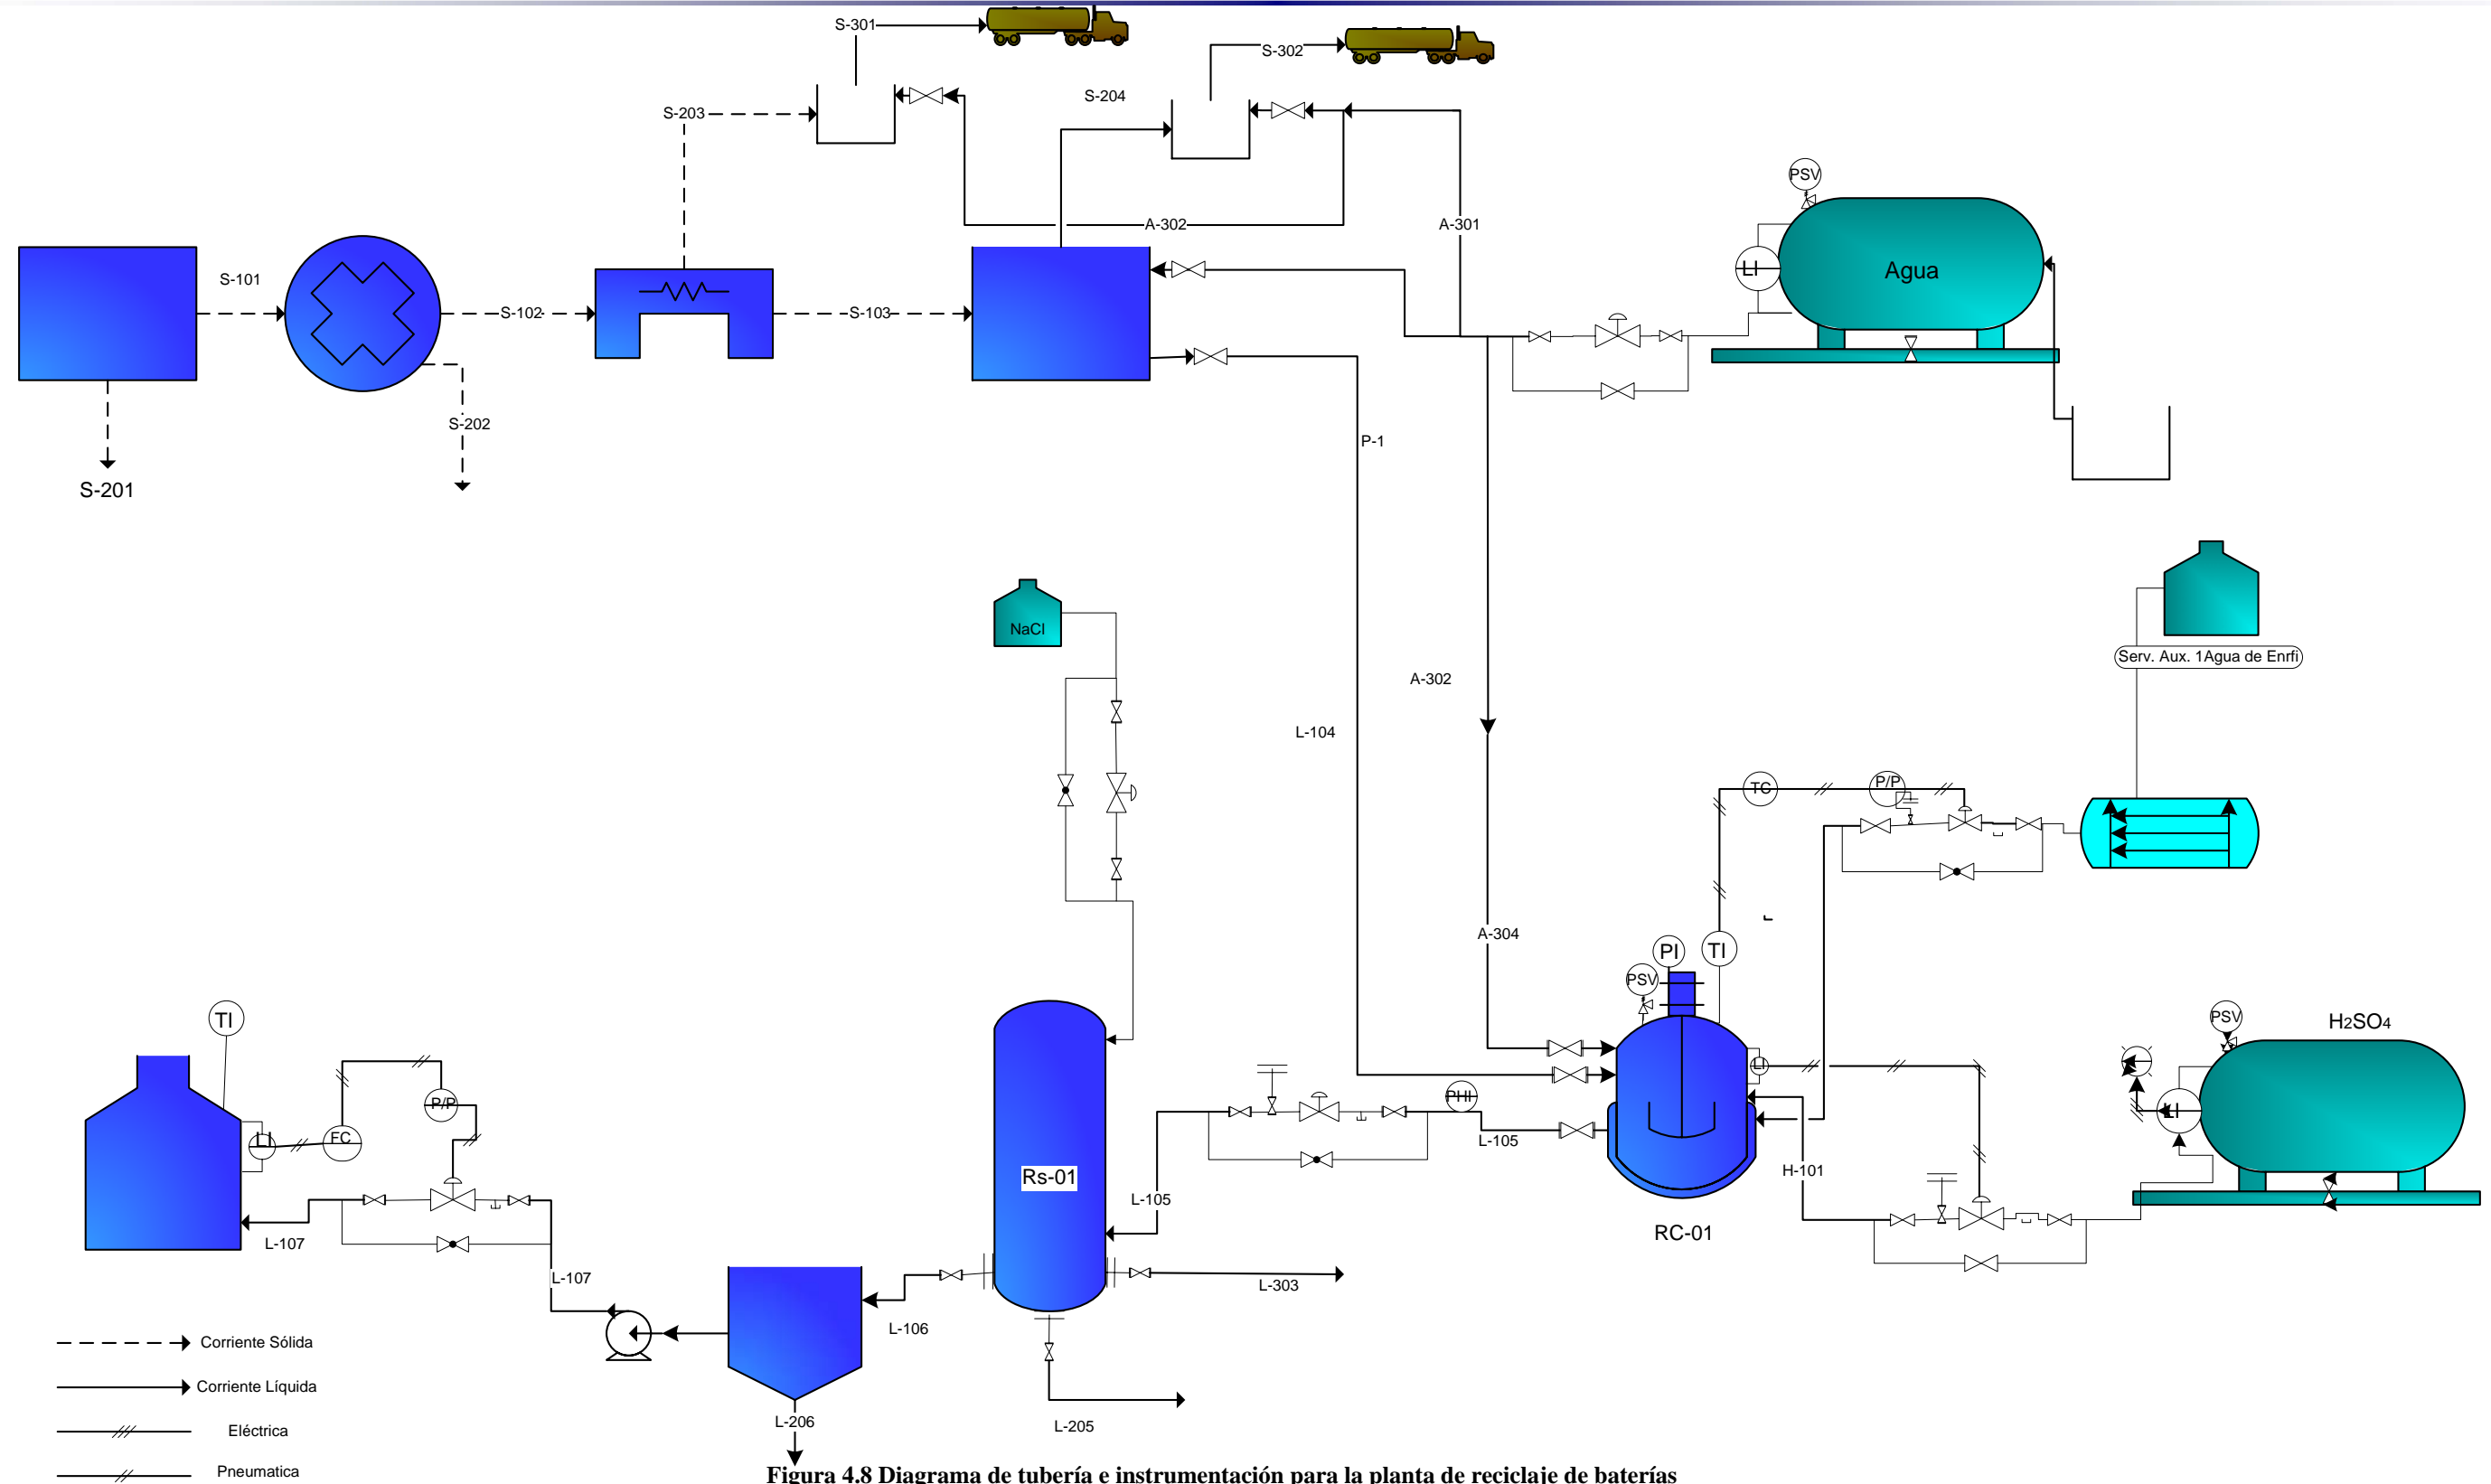 S-301
S-302
S-204
S-203
PSV
A-302
A-301
LI
Agua
S-101
S-102
S-103
S-202
P-1
S-201
NaCl
Serv. Aux. 1Agua de Enrfi
A-302
L-104
TC
P/P
A-304
PI
TI
PSV
TI
PSV
H2SO4
LI
PHI
P/P
LI
FC
LI
L-105
Rs-01
H-101
L-105
RC-01
L-107
L-107
L-303
L-106
Corriente Sólida
Corriente Líquida
L-206
L-205
Eléctrica
Pneumatica
Figura 4.8 Diagrama de tubería e instrumentación para la planta de reciclaje de baterías